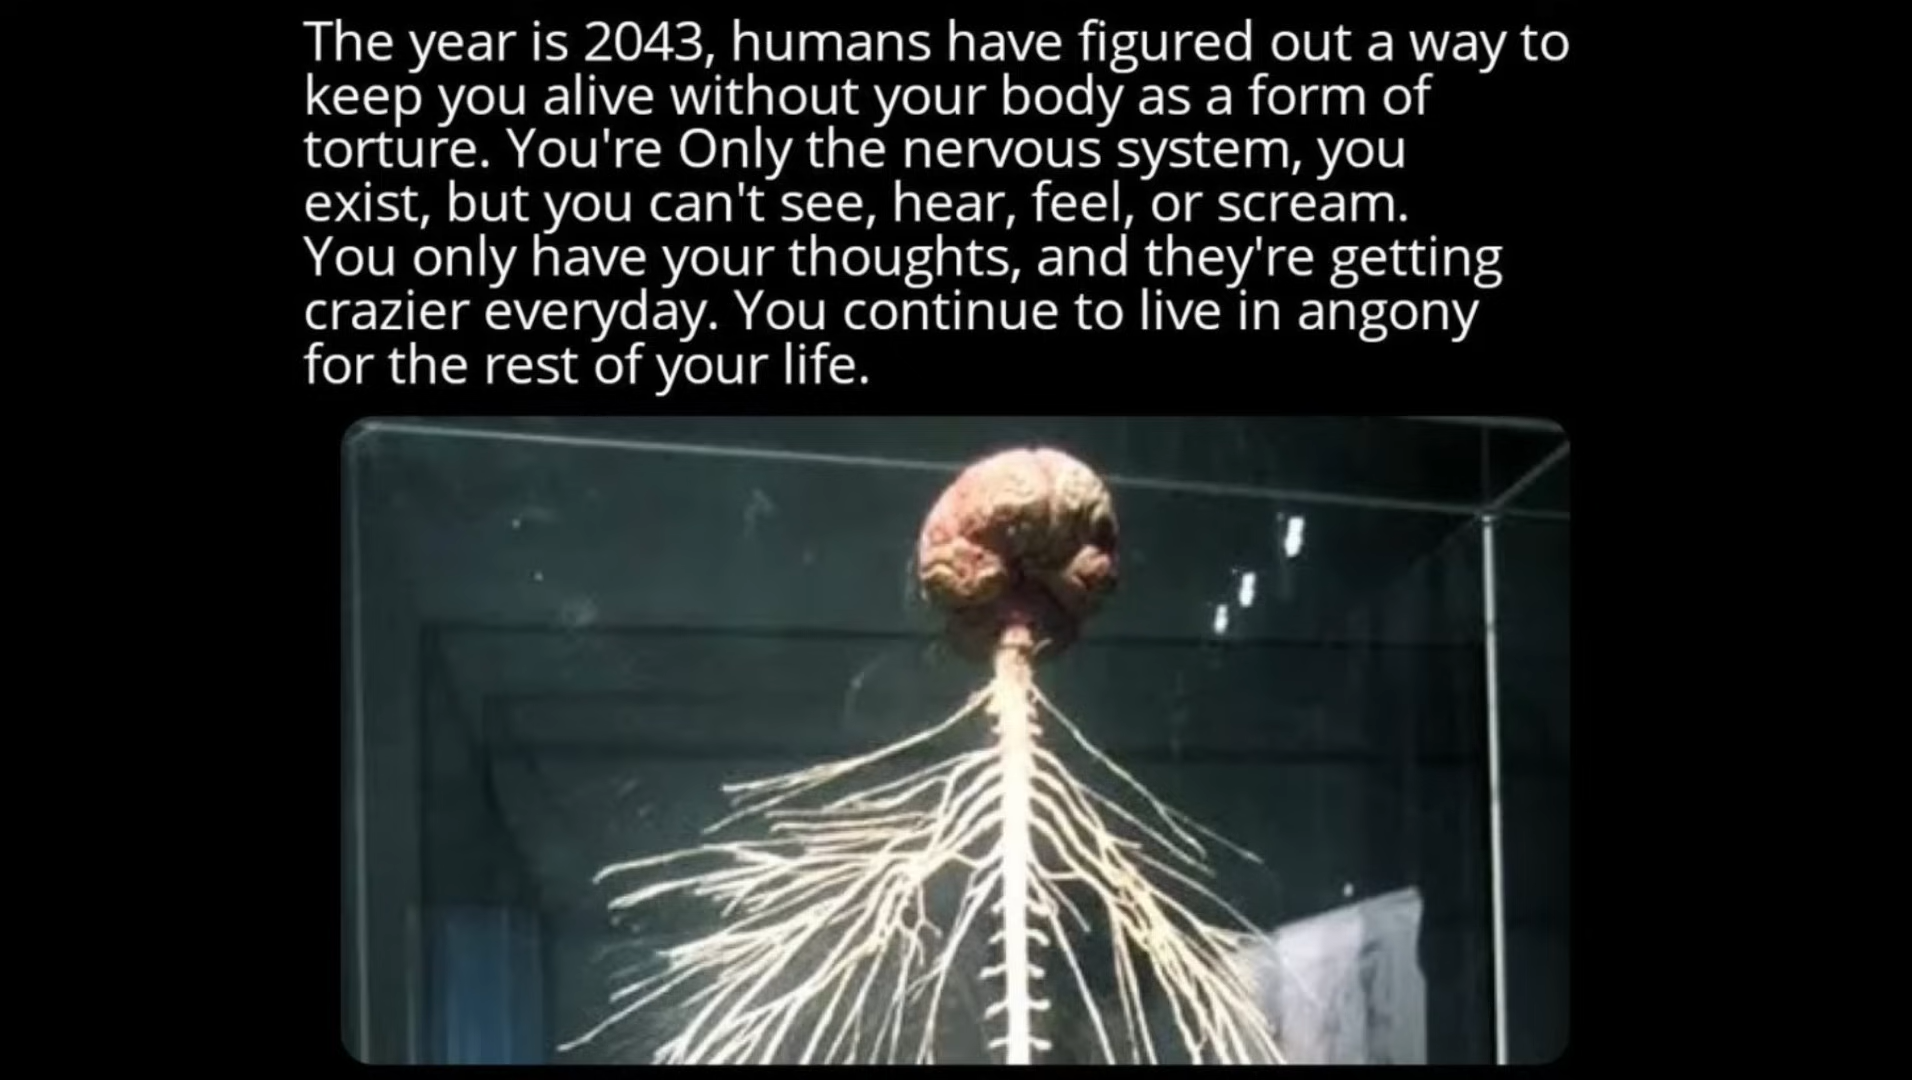 The year is 2043, humans have figured out a way to
keep you alive without your body as a form of
torture. You're Only the nervous system, you
exist, but you can't see, hear, feel, or scream.
You only have your thoughts, and they're getting
crazier everyday. You continue to live in angony
for the rest of your life.